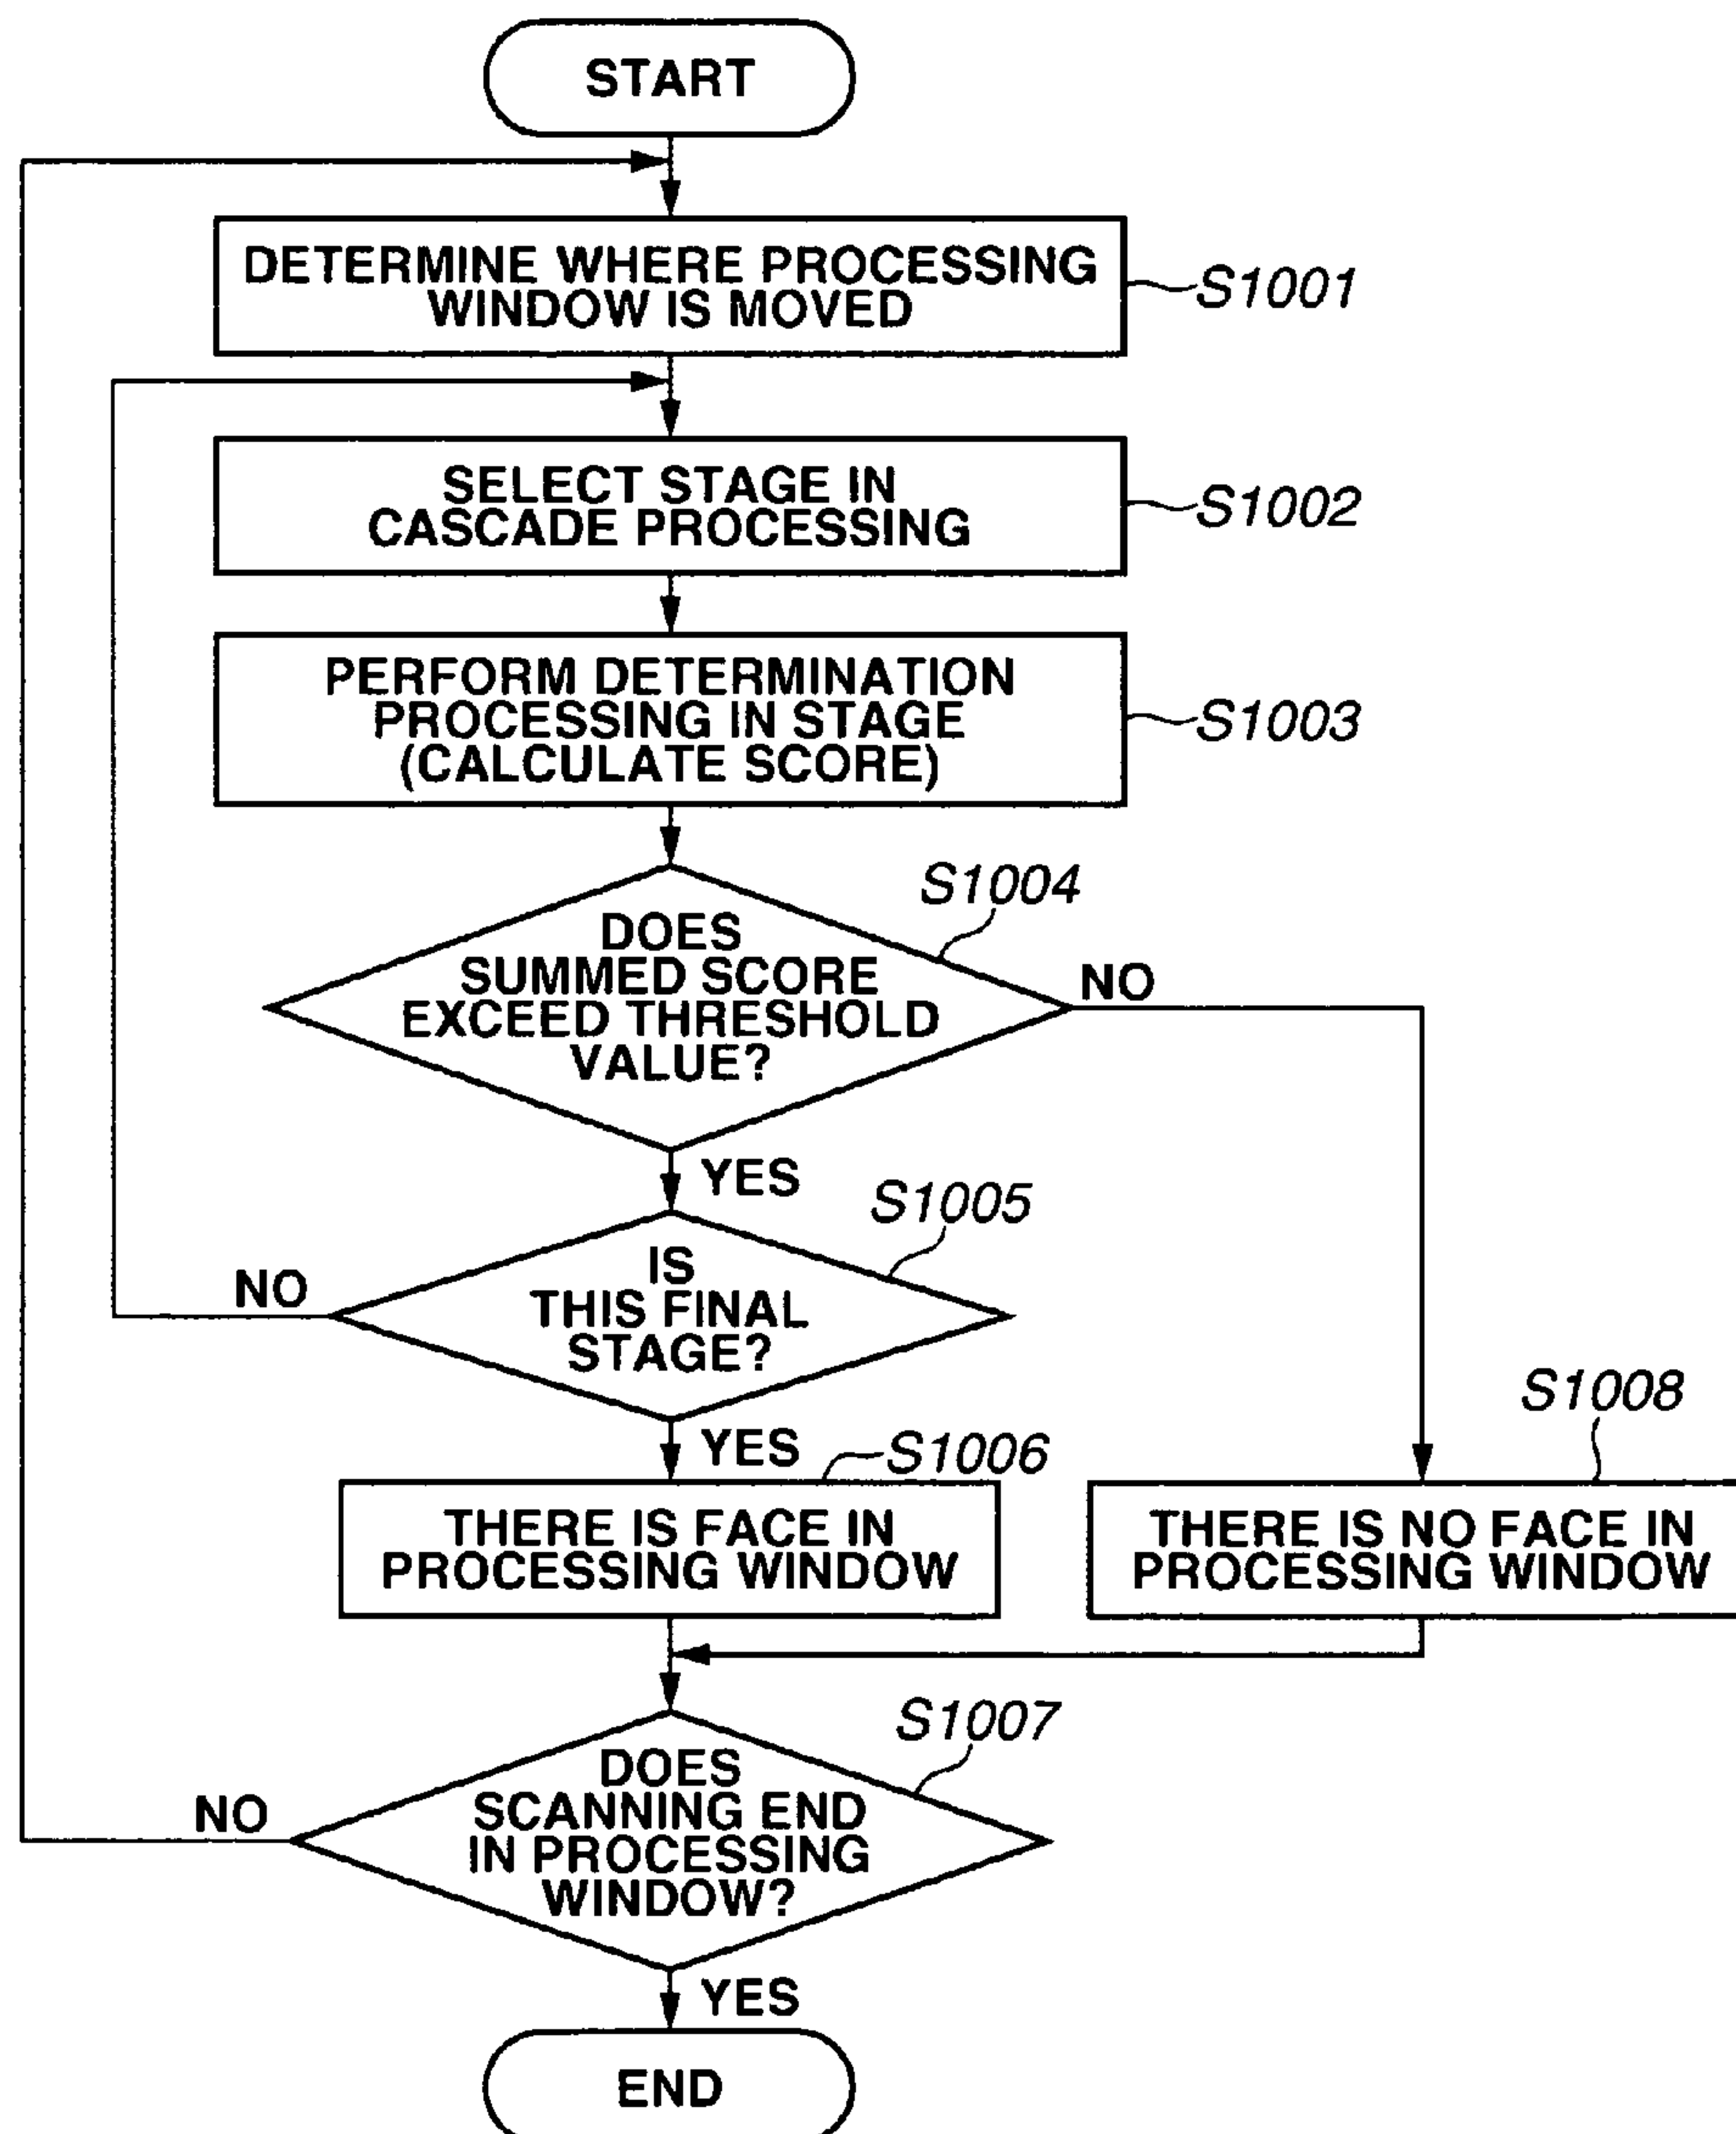 START
DETERMINE WHERE PROCESSING
WINDOW IS MOVED
S1001
SELECT STAGE IN
CASCADE PROCESSING
S1002
PERFORM DETERMINATION
PROCESSING IN STAGE
(CALCULATE SCORE)
S1003
S1004
DOES
SUMMED SCORE
EXCEED THRESHOLD
VALUE?
NO
YES
S1005
IS
THIS FINAL
STAGE?
NO
YES
S1006
THERE IS FACE IN
PROCESSING WINDOW
S1008
THERE IS NO FACE IN
PROCESSING WINDOW
S1007
DOES
SCANNING END
IN PROCESSING
WINDOW?
NO
YES
END